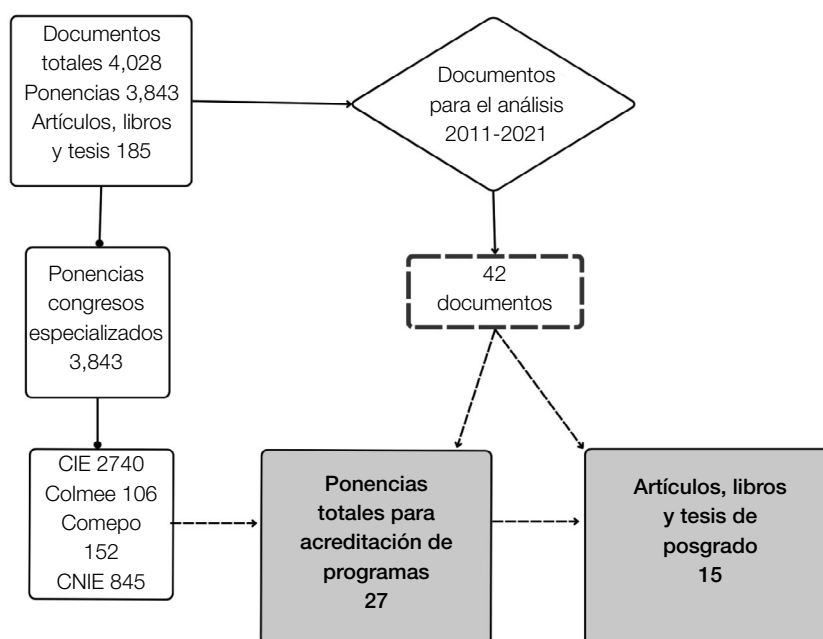 Documentos
totales 4,028
Ponencias 3,843
Artículos, libros
y tesis 185
Documentos
para el análisis
2011-2021
Ponencias
congresos
especializados
3,843
42
documentos
CIE 2740
Colmee 106
Comepo
152
CNIE 845
Ponencias
totales para
acreditación de
programas
27
Artículos, libros
y tesis de
posgrado
15